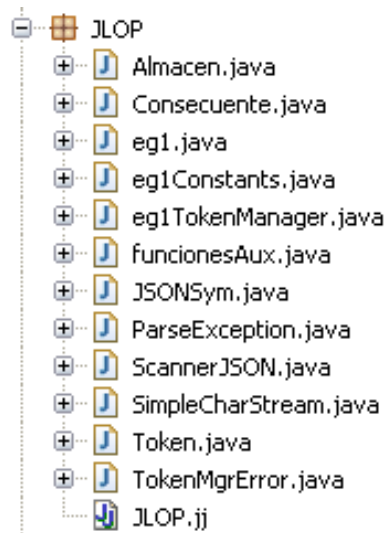 JLOP
Almacen.java
Consecuente.java
eg1.java
eg1Constants.java
eg1TokenManager.java
funcionesAux.java
JSONSym.java
ParseException.java
ScannerJSON.java
SimpleCharStream.java
Token.java
TokenMgrError.java
JLOP.jj